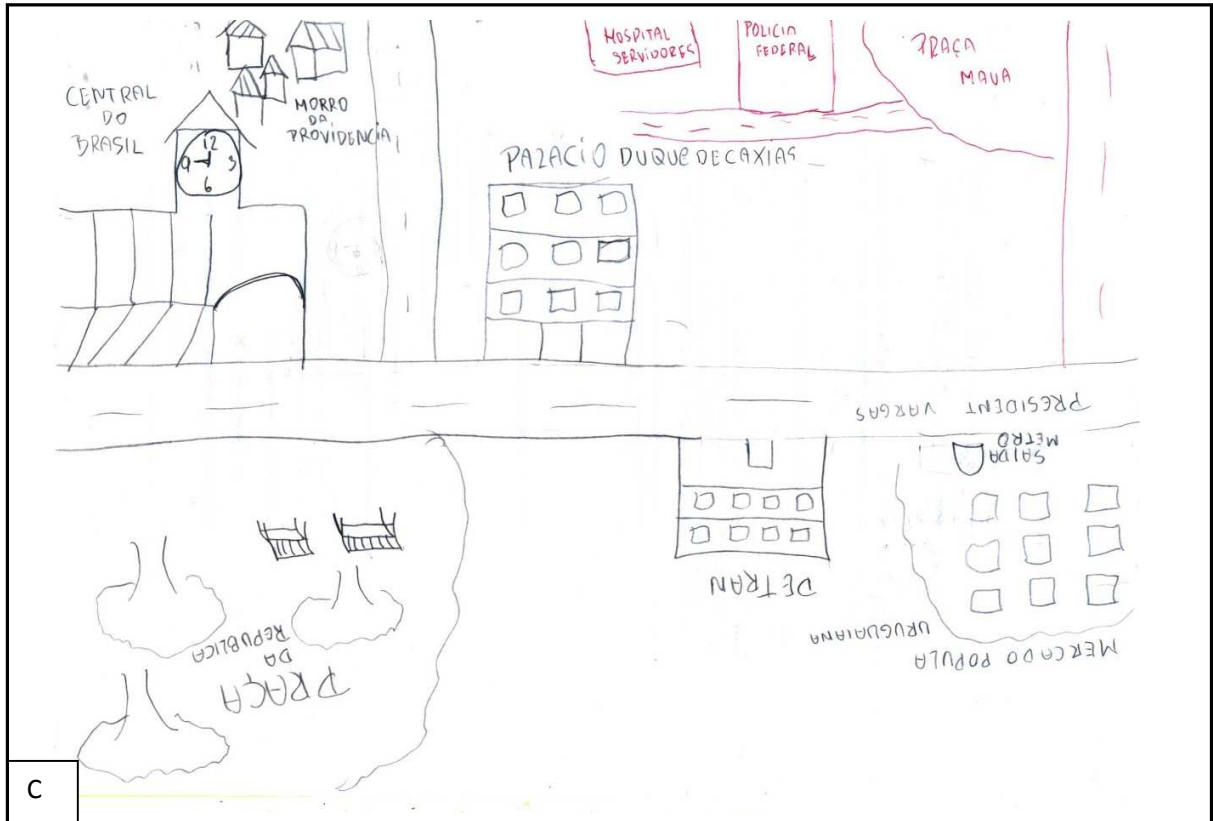 CENTRAL
DO
BRASIL
MORRO
DA
PROVIDENCIA
12
9 3
6
PALACIO DUQUE DE CAXIAS
HOSPITAL
SERVIDORES
POLICIA
FEDERAL
PRAÇA
MAUA
PRESIDENT VARGAS
SAIDA
METRO
DETRAN
MERCADO POPULA
URUGUAIANA
PRAÇA
DA
REPUBLICA
C